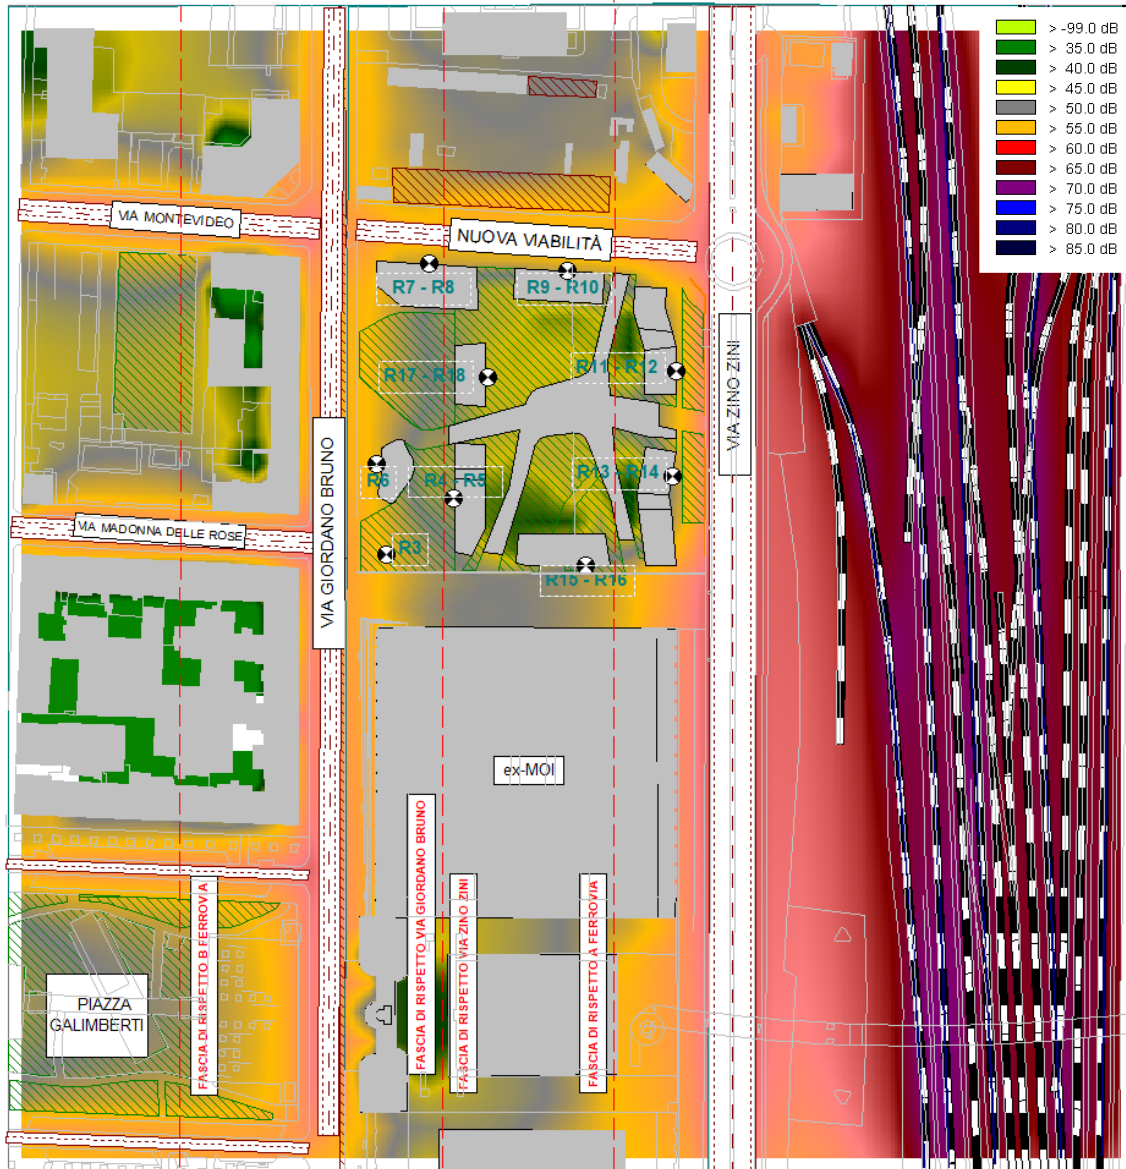 > -99.0 dB
> 35.0 dB
> 40.0 dB
> 45.0 dB
> 50.0 dB
> 55.0 dB
> 60.0 dB
> 65.0 dB
> 70.0 dB
> 75.0 dB
> 80.0 dB
> 85.0 dB
VIA MONTEVIDEO
NUOVA VIABILITÀ
R7 - R8
R9 - R10
R17 - R18
R11 - R12
VIA ZINO ZINI
R6
R4 - R5
R13 - R14
VIA GIORDANO BRUNO
VIA MADONNA DELLE ROSE
R3
R15 - R16
ex-MOI
FASCIA DI RISPETTO VIA GIORDANO BRUNO
FASCIA DI RISPETTO VIA ZINO ZINI
FASCIA DI RISPETTO A FERROVIA
FASCIA DI RISPETTO B FERROVIA
PIAZZA
GALIMBERTI